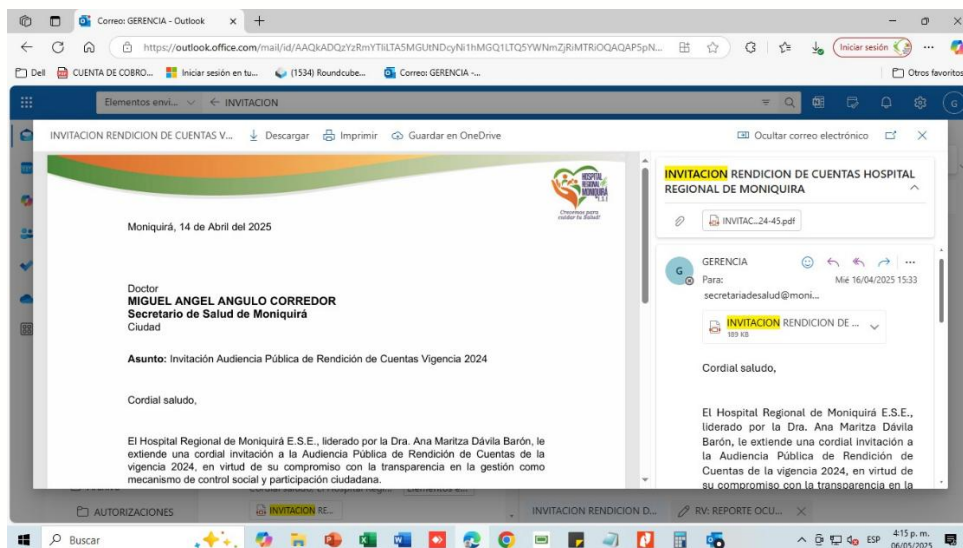 Correo: GERENCIA - Outlook
https://outlook.office.com/mail/id/AAQkADQzYzRmYTliLTA5MGUtNDcyNi1hMGQ1LTQ5YWNmZjRiMTRiOQAQAPSpN...
Iniciar sesión
Dell
CUENTA DE COBRO...
Iniciar sesión en tu...
(1534) Roundcube...
Correo: GERENCIA -...
Otros favoritos
Elementos envi...
INVITACION
INVITACION RENDICION DE CUENTAS V...
Descargar
Imprimir
Guardar en OneDrive
Ocultar correo electrónico
HOSPITAL
REGIONAL DE
MONIQUIRÁ
E.S.E
Crecemos para
cuidar tu Salud!
Moniquirá, 14 de Abril del 2025
Doctor
MIGUEL ANGEL ANGULO CORREDOR
Secretario de Salud de Moniquirá
Ciudad
Asunto: Invitación Audiencia Pública de Rendición de Cuentas Vigencia 2024
Cordial saludo,
El Hospital Regional de Moniquirá E.S.E., liderado por la Dra. Ana Maritza Dávila Barón, le
extiende una cordial invitación a la Audiencia Pública de Rendición de Cuentas de la
vigencia 2024, en virtud de su compromiso con la transparencia en la gestión como
mecanismo de control social y participación ciudadana.
INVITACION RENDICION DE CUENTAS HOSPITAL
REGIONAL DE MONIQUIRA
INVITAC...24-45.pdf
G
GERENCIA
Para:
Mié 16/04/2025 15:33
secretariadesalud@moni...
INVITACION RENDICION DE ...
189 KB
Cordial saludo,
El Hospital Regional de Moniquirá E.S.E.,
liderado por la Dra. Ana Maritza Dávila
Barón, le extiende una cordial invitación a
la Audiencia Pública de Rendición de
Cuentas de la vigencia 2024, en virtud de
su compromiso con la transparencia en la
AUTORIZACIONES
INVITACION RE...
INVITACION RENDICION D...
RV: REPORTE OCU...
Buscar
ESP
4:15 p. m.
06/05/2025